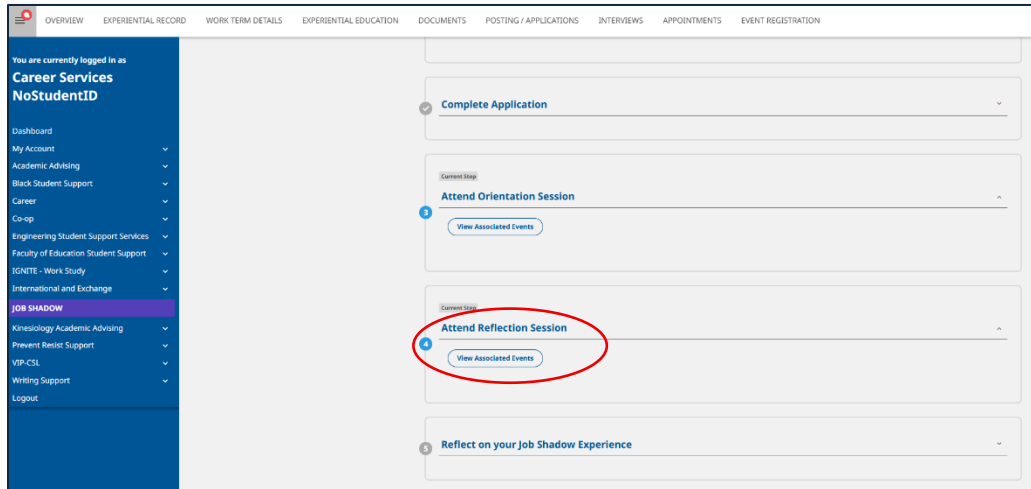 OVERVIEW EXPERIENTIAL RECORD WORK TERM DETAILS EXPERIENTIAL EDUCATION DOCUMENTS POSTING / APPLICATIONS INTERVIEWS APPOINTMENTS EVENT REGISTRATION
You are currently logged in as
Career Services
NoStudentID
Dashboard
My Account
Academic Advising
Black Student Support
Career
Co-op
Engineering Student Support Services
Faculty of Education Student Support
IGNITE - Work Study
International and Exchange
JOB SHADOW
Kinesiology Academic Advising
Prevent Resist Support
VIP-CSL
Writing Support
Logout
Complete Application
Current Step
Attend Orientation Session
3
View Associated Events
Current Step
Attend Reflection Session
4
View Associated Events
5
Reflect on your Job Shadow Experience